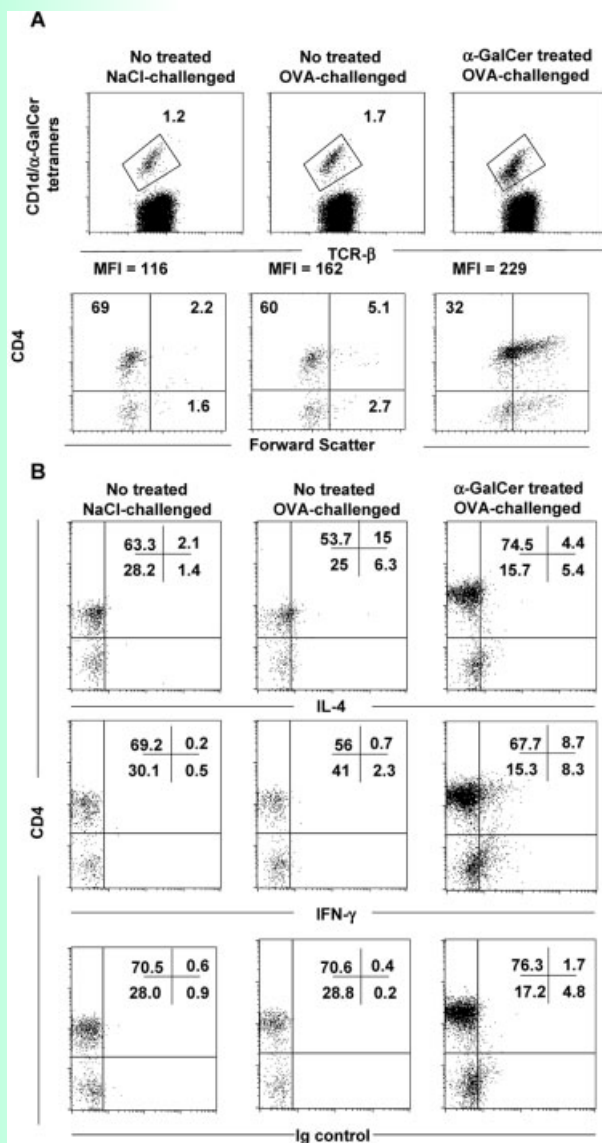 A
No treated
NaCl-challenged
No treated
OVA-challenged
α-GalCer treated
OVA-challenged
CD1d/α-GalCer
tetramers
1.2
1.7
TCR-β
MFI = 116
MFI = 162
MFI = 229
CD4
69 2.2
1.6
60 5.1
2.7
32
Forward Scatter
B
No treated
NaCl-challenged
No treated
OVA-challenged
α-GalCer treated
OVA-challenged
63.3 2.1
28.2 1.4
53.7 15
25 6.3
74.5 4.4
15.7 5.4
IL-4
CD4
69.2 0.2
30.1 0.5
56 0.7
41 2.3
67.7 8.7
15.3 8.3
IFN-γ
70.5 0.6
28.0 0.9
70.6 0.4
28.8 0.2
76.3 1.7
17.2 4.8
Ig control